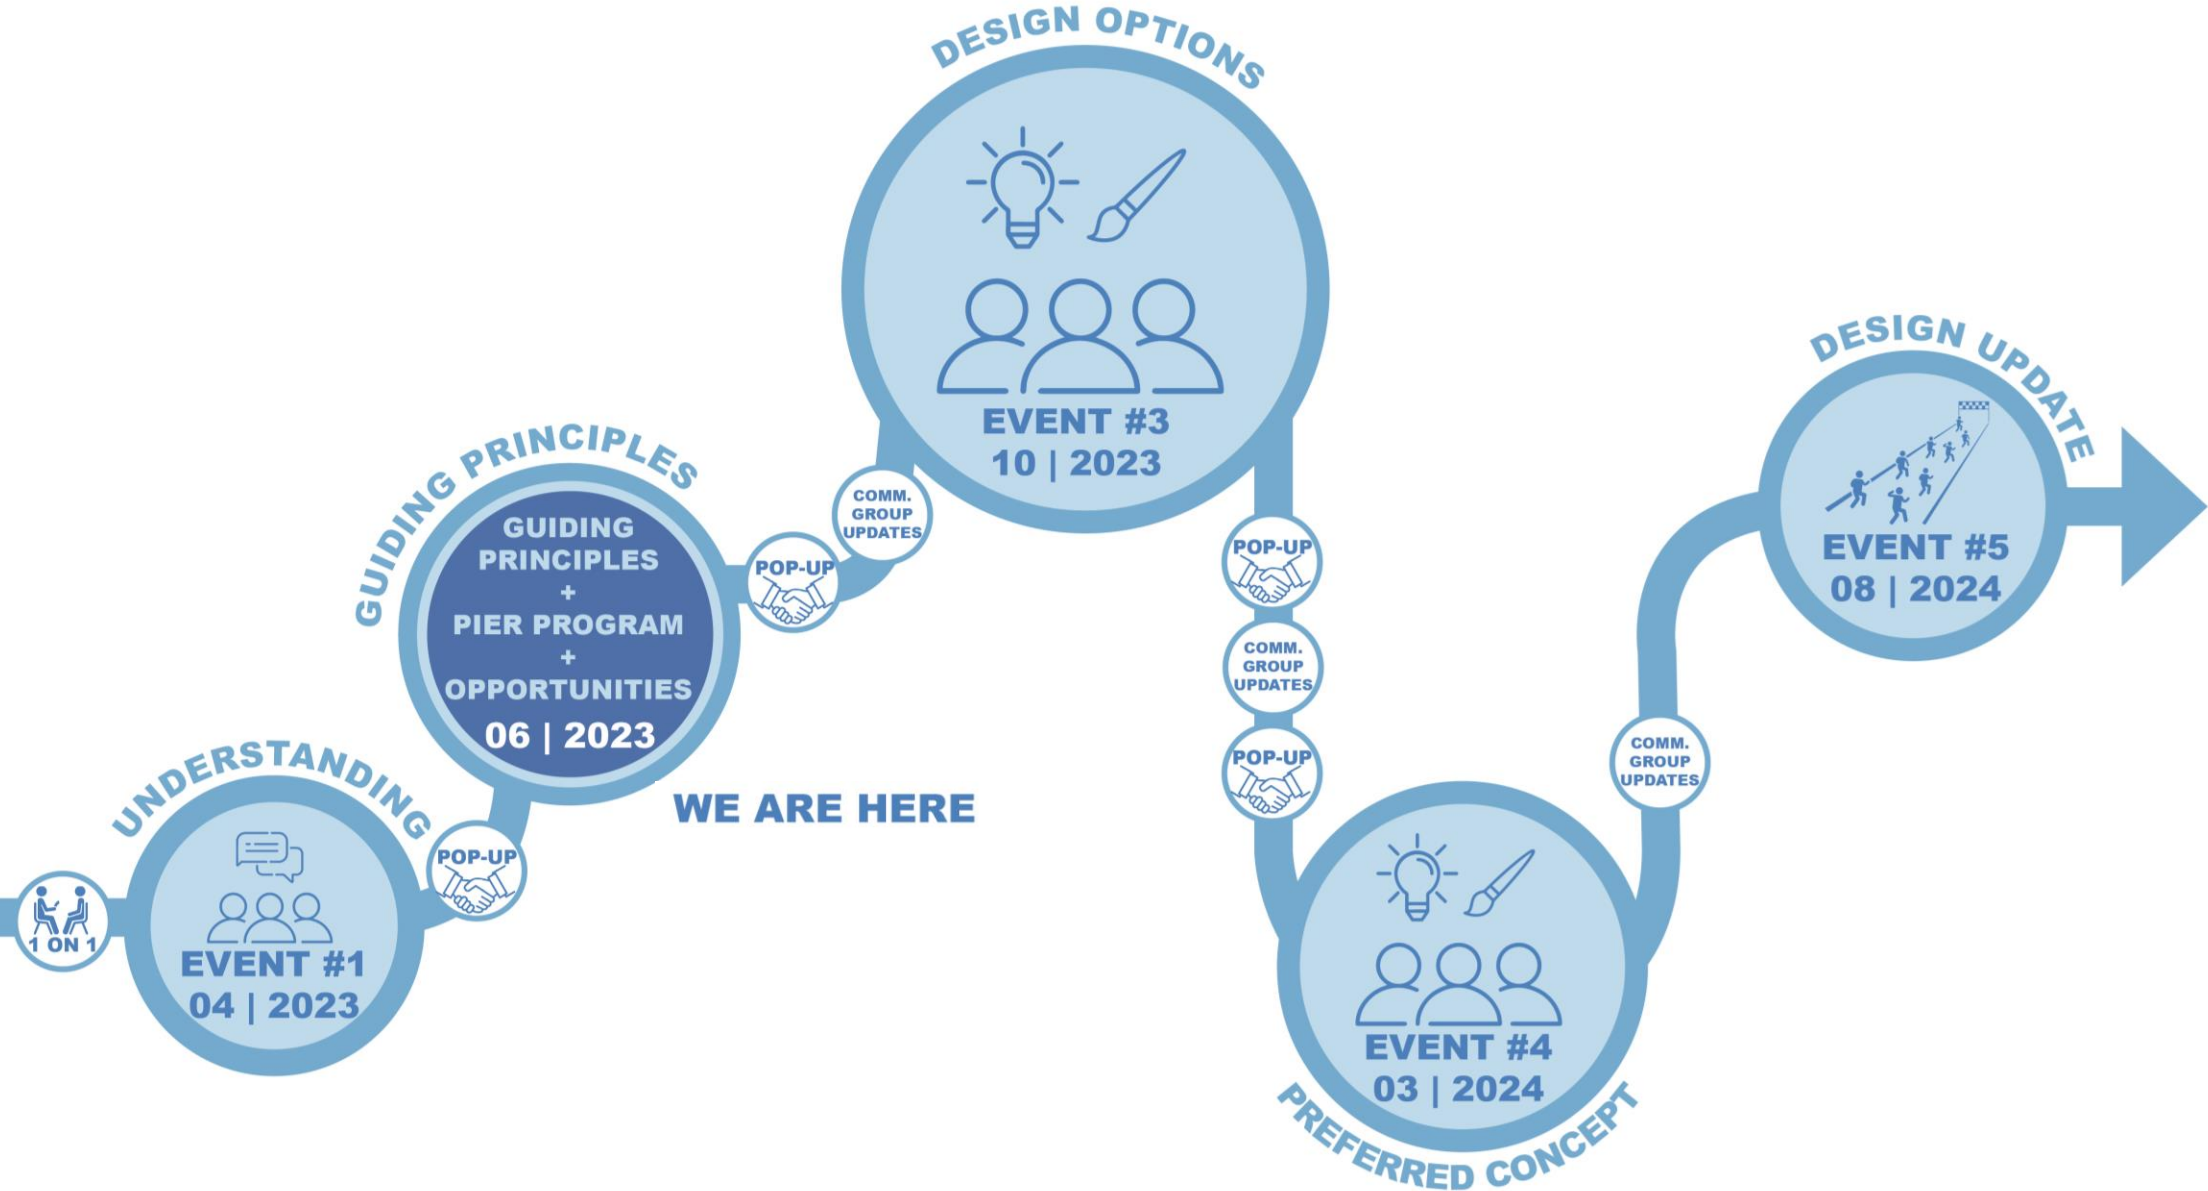 1 ON 1
UNDERSTANDING
EVENT #1
04 | 2023
POP-UP
GUIDING PRINCIPLES
GUIDING
PRINCIPLES
+
PIER PROGRAM
+
OPPORTUNITIES
06 | 2023
WE ARE HERE
POP-UP
COMM.
GROUP
UPDATES
DESIGN OPTIONS
EVENT #3
10 | 2023
POP-UP
COMM.
GROUP
UPDATES
POP-UP
EVENT #4
03 | 2024
PREFERRED CONCEPT
COMM.
GROUP
UPDATES
DESIGN UPDATE
EVENT #5
08 | 2024